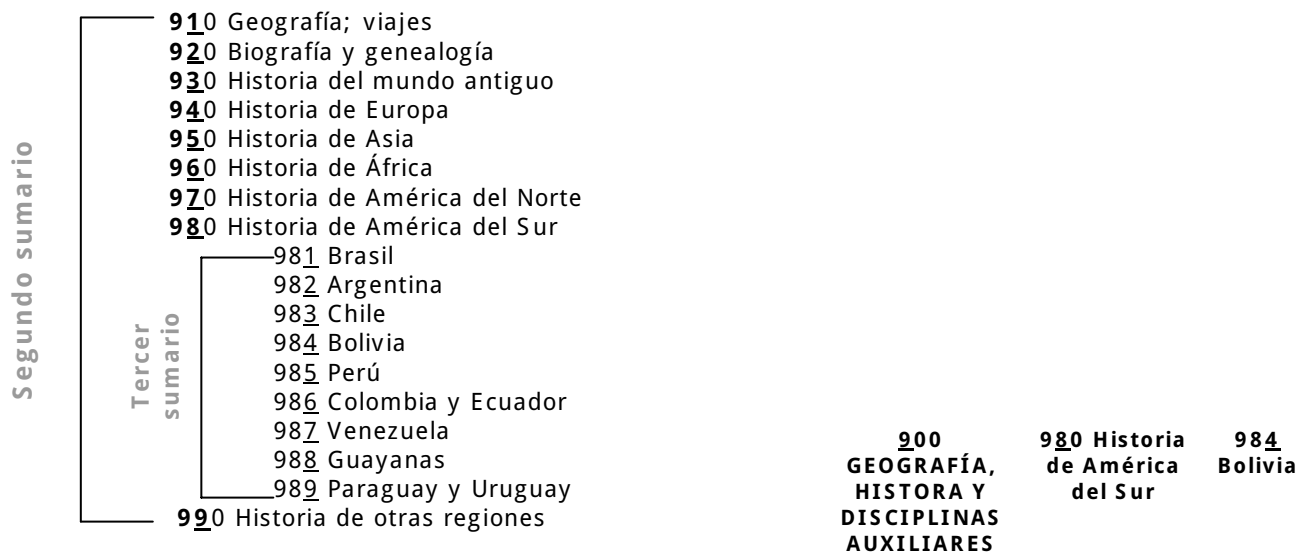 Segundo sumario
910 Geografía; viajes
920 Biografía y genealogía
930 Historia del mundo antiguo
940 Historia de Europa
950 Historia de Asia
960 Historia de África
970 Historia de América del Norte
980 Historia de América del Sur
Tercer
sumario
981 Brasil
982 Argentina
983 Chile
984 Bolivia
985 Perú
986 Colombia y Ecuador
987 Venezuela
988 Guayanas
989 Paraguay y Uruguay
990 Historia de otras regiones
900
GEOGRAFÍA,
HISTORA Y
DISCIPLINAS
AUXILIARES
980 Historia
de América
del Sur
984
Bolivia